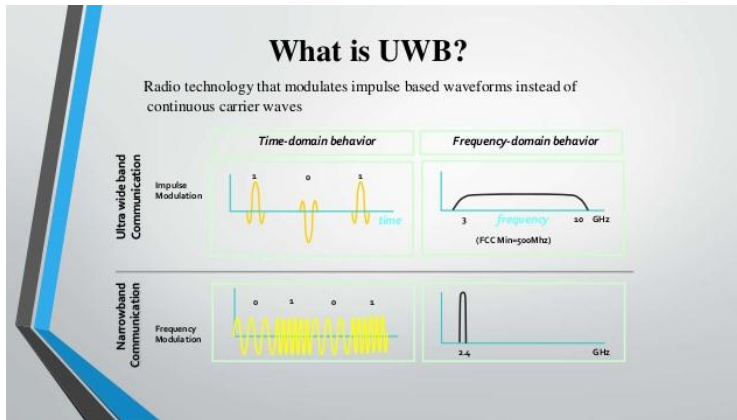 What is UWB?
Radio technology that modulates impulse based waveforms instead of
continuous carrier waves
Time-domain behavior
Frequency-domain behavior
Ultra wide band
Communication
Impulse
Modulation
1 0 1
time
3 frequency 10 GHz
(FCC Min=500Mhz)
Narrowband
Communication
Frequency
Modulation
0 1 0 1
2.4 GHz